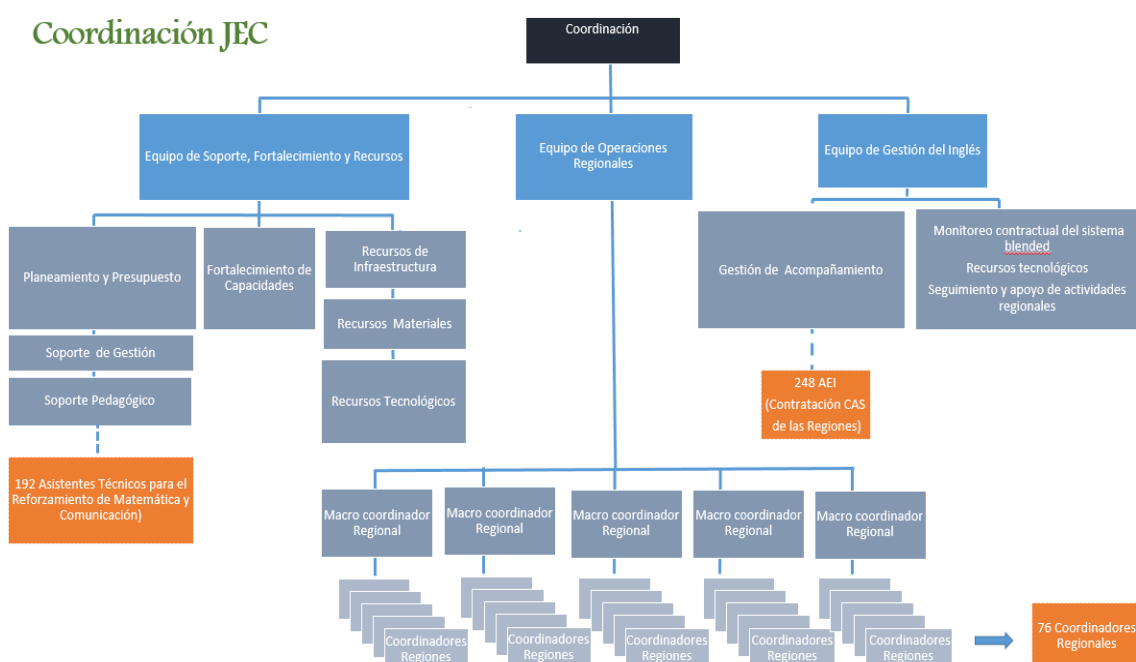 Coordinación JEC
Coordinación
Equipo de Soporte, Fortalecimiento y Recursos
Equipo de Operaciones
Regionales
Equipo de Gestión del Inglés
Planeamiento y Presupuesto
Fortalecimiento de
Capacidades
Recursos de
Infraestructura
Recursos Materiales
Recursos Tecnológicos
Soporte de Gestión
Soporte Pedagógico
192 Asistentes Técnicos para el
Reforzamiento de Matemática y
Comunicación)
Gestión de Acompañamiento
Monitoreo contractual del sistema
blended
Recursos tecnológicos
Seguimiento y apoyo de actividades
regionales
248 AEI
(Contratación CAS
de las Regiones)
Macro coordinador
Regional
Macro coordinador
Regional
Macro coordinador
Regional
Macro coordinador
Regional
Macro coordinador
Regional
Coordinadores
Regiones
Coordinadores
Regiones
Coordinadores
Regiones
Coordinadores
Regiones
Coordinadores
Regiones
76 Coordinadores
Regionales